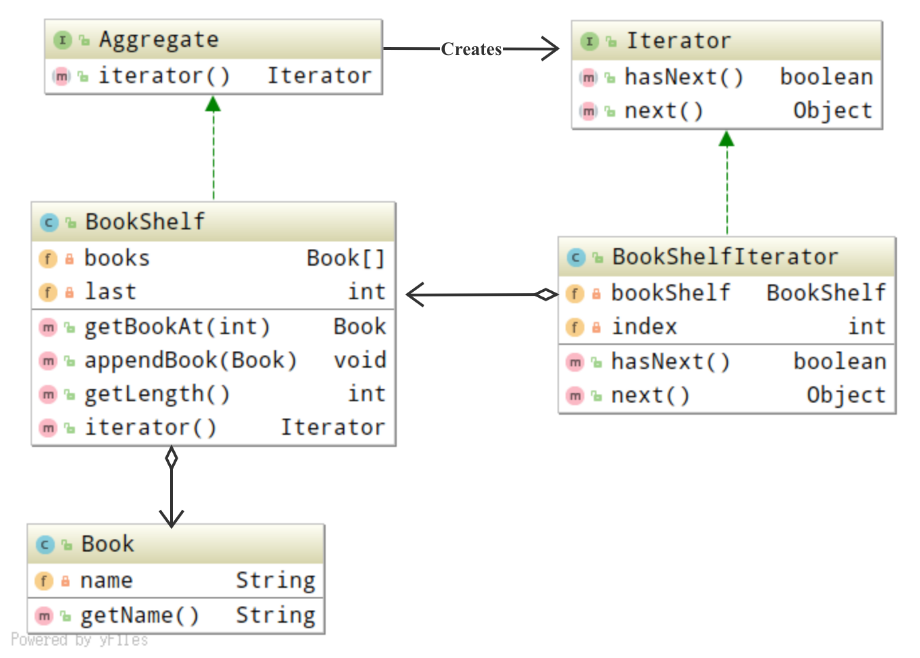 I Aggregate
m iterator() Iterator
Creates
I Iterator
m hasNext() boolean
m next() Object
C BookShelf
f books Book[]
f last int
m getBookAt(int) Book
m appendBook(Book) void
m getLength() int
m iterator() Iterator
C BookShelfIterator
f bookShelf BookShelf
f index int
m hasNext() boolean
m next() Object
C Book
f name String
m getName() String
Powered by yFiles